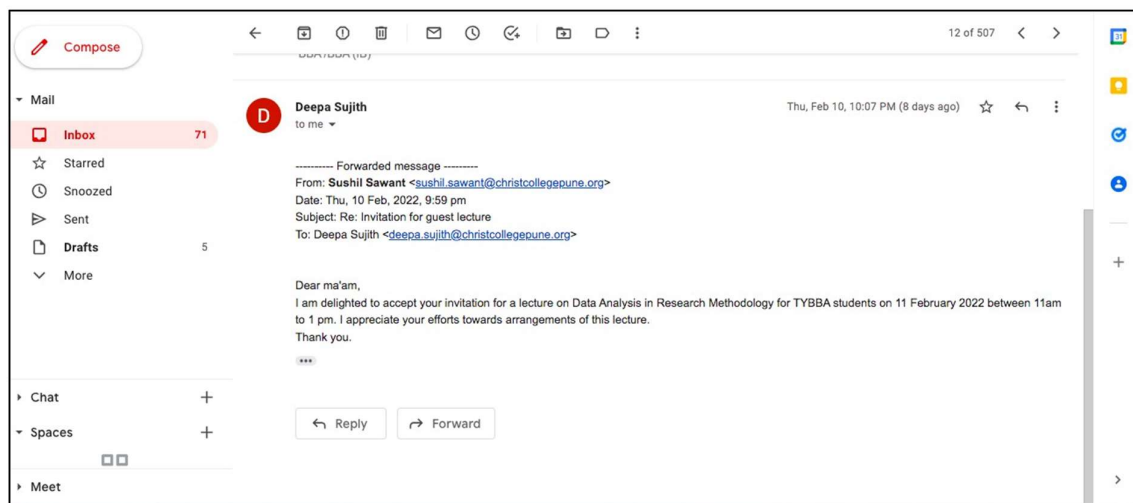 Compose
12 of 507
Mail
Inbox 71
Starred
Snoozed
Sent
Drafts 5
More
Chat
Spaces
Meet
D
Deepa Sujith
Thu, Feb 10, 10:07 PM (8 days ago)
to me
---------- Forwarded message ---------
From: Sushil Sawant <sushil.sawant@christcollegepune.org>
Date: Thu, 10 Feb, 2022, 9:59 pm
Subject: Re: Invitation for guest lecture
To: Deepa Sujith <deepa.sujith@christcollegepune.org>
Dear ma'am,
I am delighted to accept your invitation for a lecture on Data Analysis in Research Methodology for TYBBA students on 11 February 2022 between 11am
to 1 pm. I appreciate your efforts towards arrangements of this lecture.
Thank you.
Reply
Forward
31